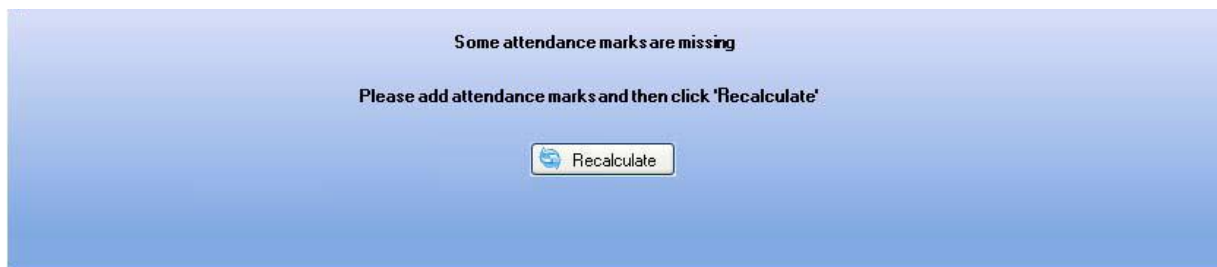 Some attendance marks are missing
Please add attendance marks and then click 'Recalculate'
Recalculate